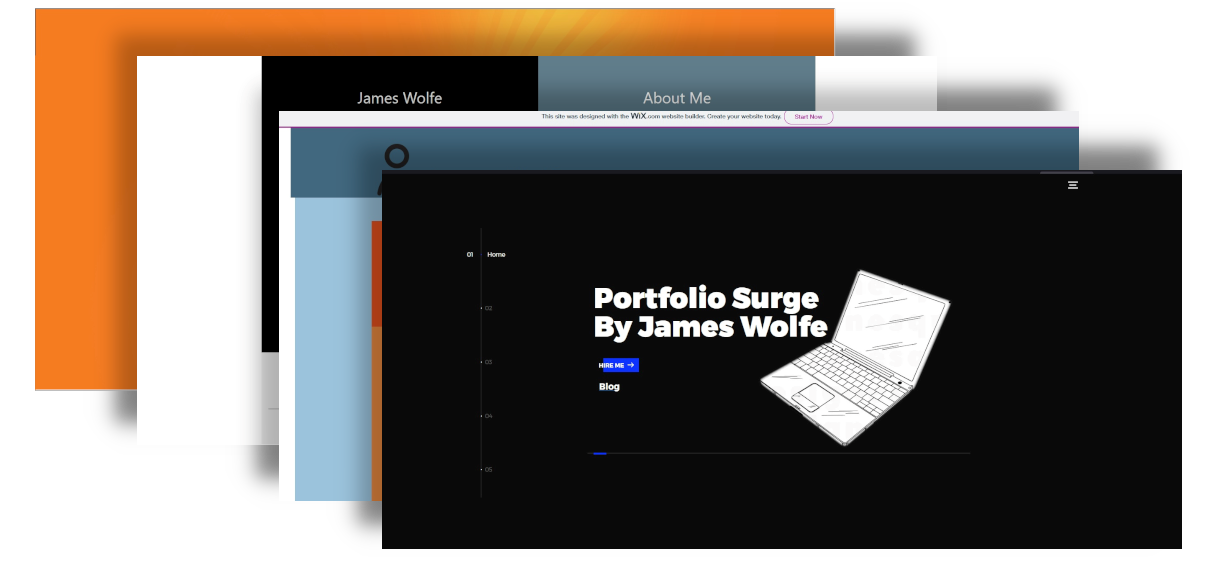 James Wolfe
About Me
This site was designed with the WiX.com website builder. Create your website today.
Start Now
01 Home
02
03
04
05
Portfolio Surge
By James Wolfe
HIRE ME →
Blog